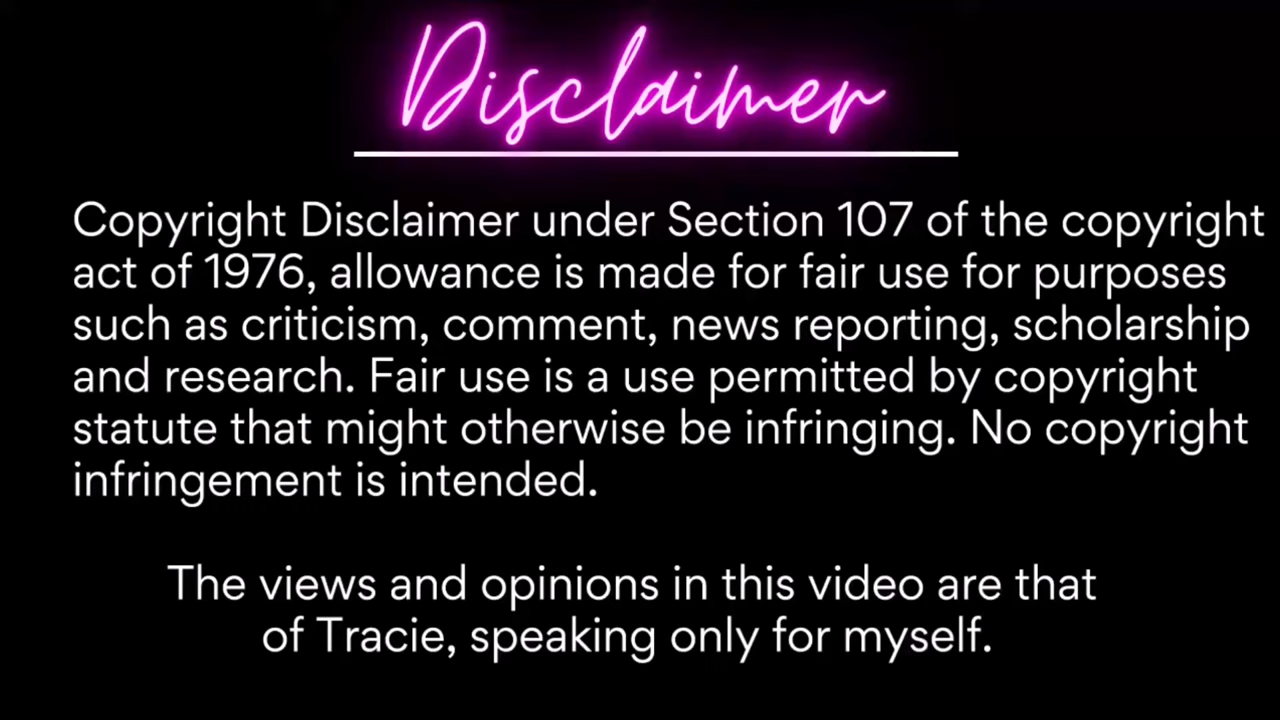 Disclaimer
Copyright Disclaimer under Section 107 of the copyright
act of 1976, allowance is made for fair use for purposes
such as criticism, comment, news reporting, scholarship
and research. Fair use is a use permitted by copyright
statute that might otherwise be infringing. No copyright
infringement is intended.
The views and opinions in this video are that
of Tracie, speaking only for myself.